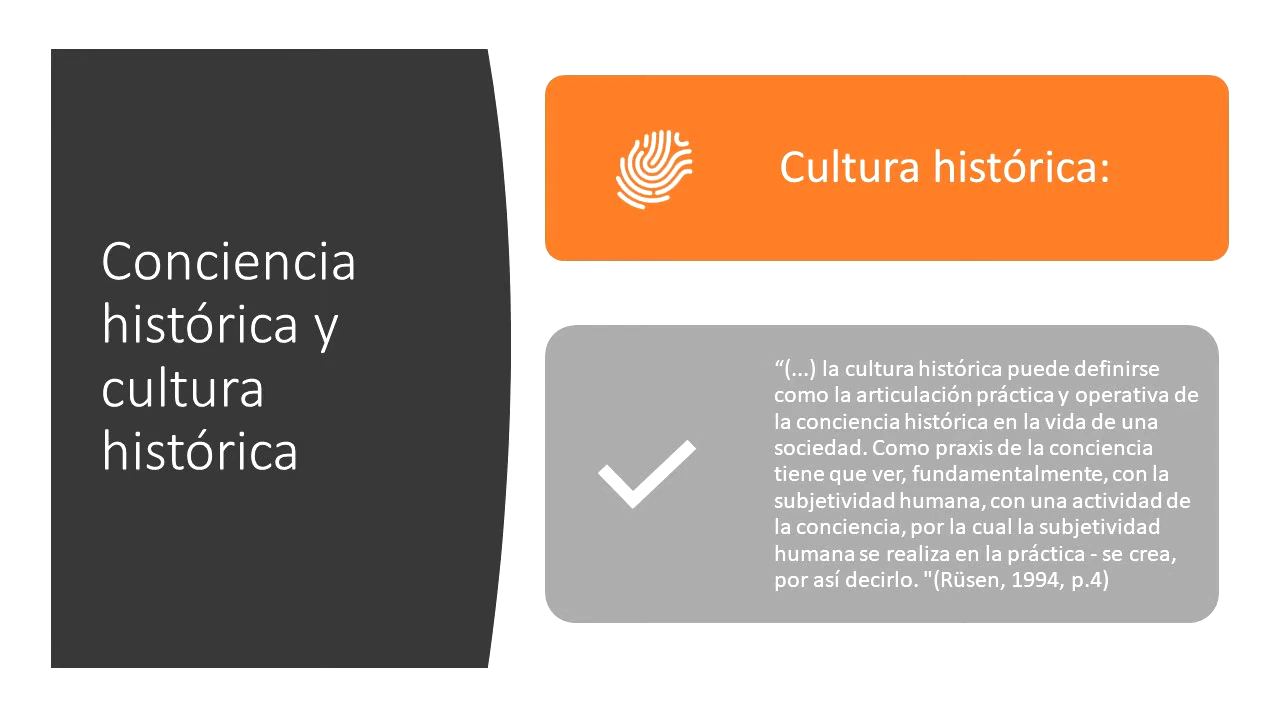 Conciencia
histórica y
cultura
histórica
Cultura histórica:
“(...) la cultura histórica puede definirse
como la articulación práctica y operativa de
la conciencia histórica en la vida de una
sociedad. Como praxis de la conciencia
tiene que ver, fundamentalmente, con la
subjetividad humana, con una actividad de
la conciencia, por la cual la subjetividad
humana se realiza en la práctica - se crea,
por así decirlo. "(Rüsen, 1994, p.4)